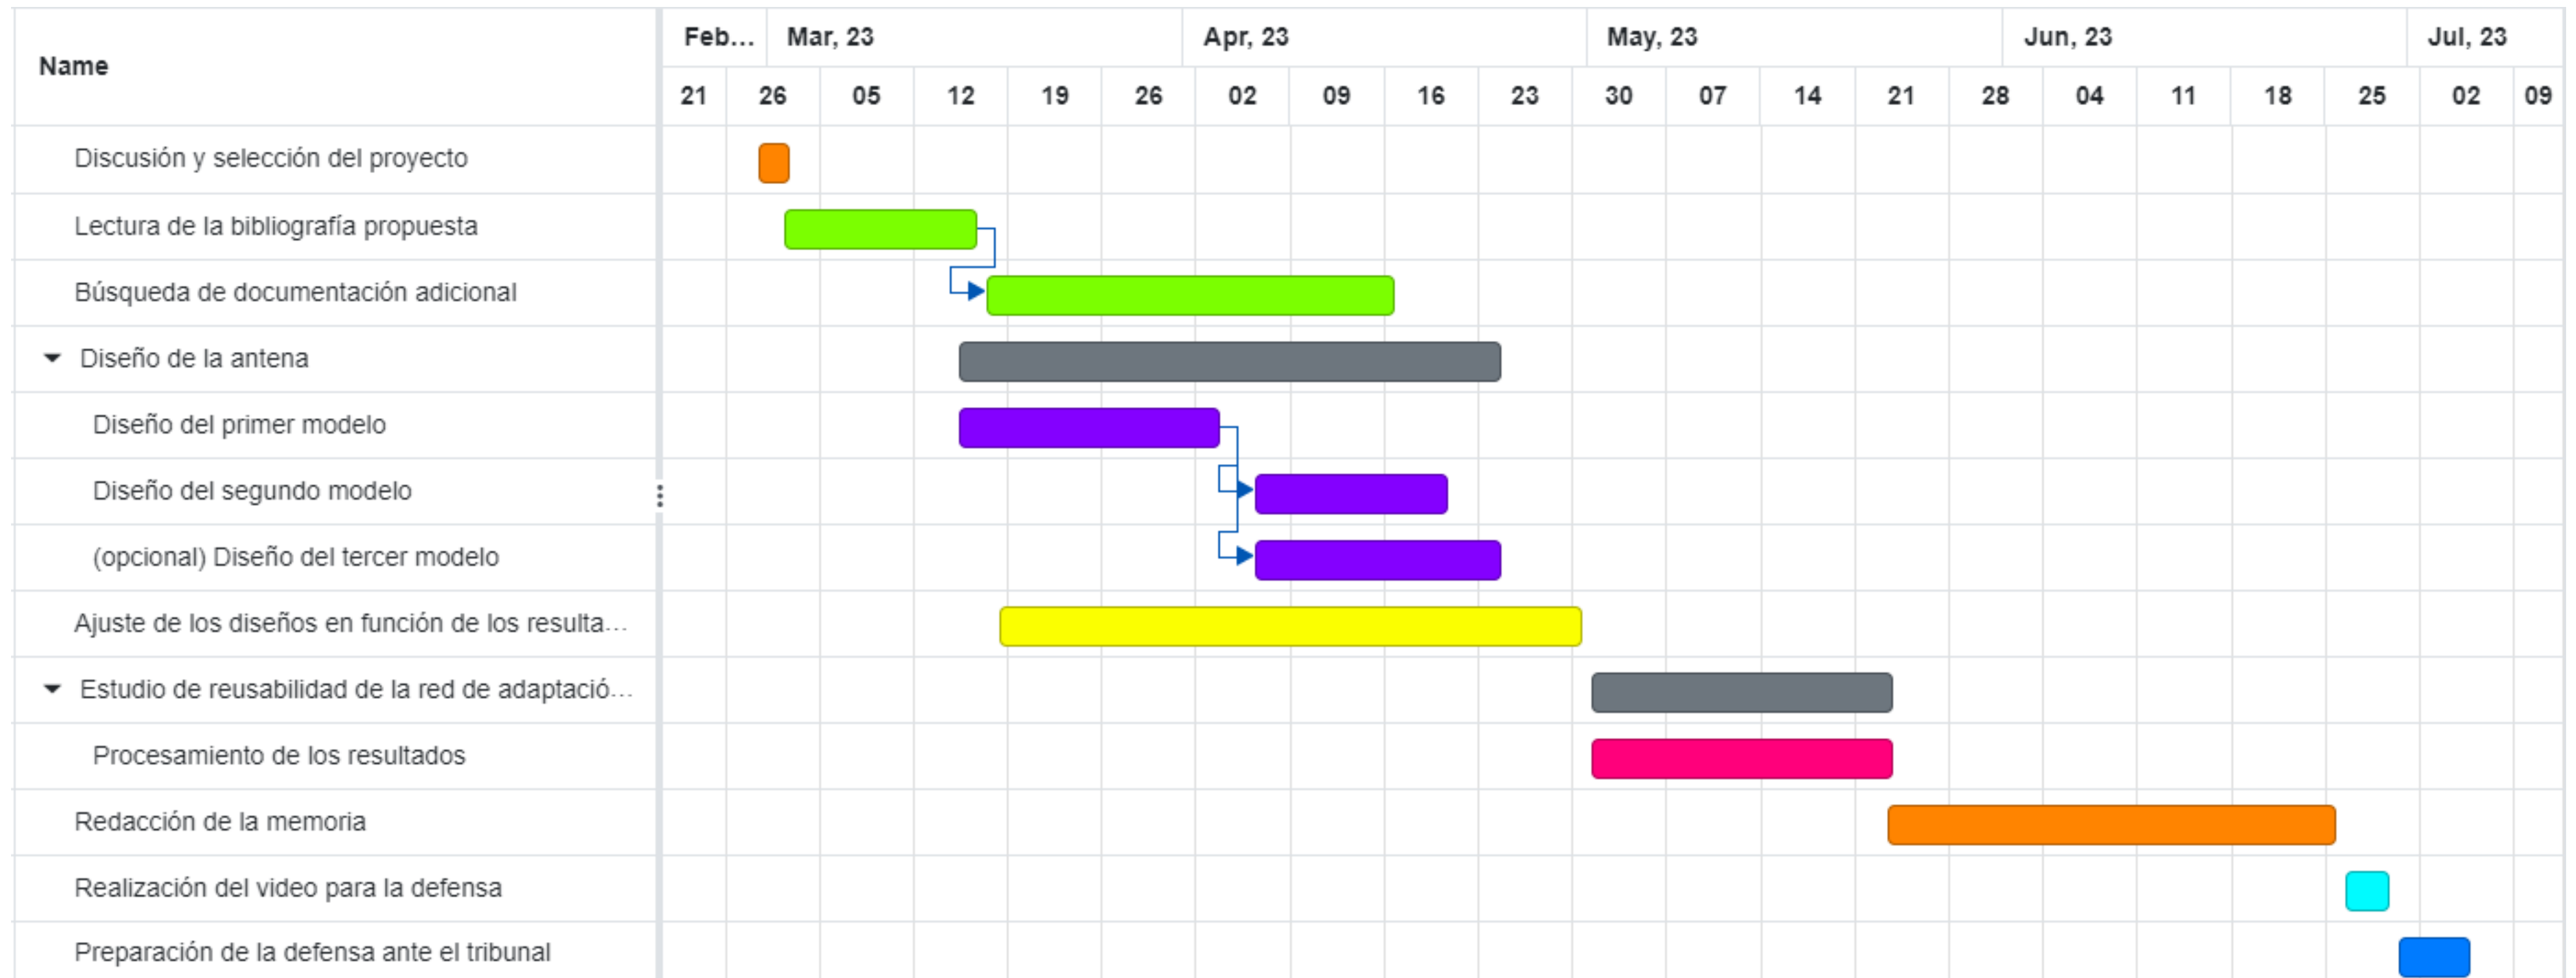 Name
Feb... Mar, 23 Apr, 23 May, 23 Jun, 23 Jul, 23
21 26 05 12 19 26 02 09 16 23 30 07 14 21 28 04 11 18 25 02 09
Discusión y selección del proyecto
Lectura de la bibliografía propuesta
Búsqueda de documentación adicional
Diseño de la antena
Diseño del primer modelo
Diseño del segundo modelo
(opcional) Diseño del tercer modelo
Ajuste de los diseños en función de los resulta...
Estudio de reusabilidad de la red de adaptació...
Procesamiento de los resultados
Redacción de la memoria
Realización del video para la defensa
Preparación de la defensa ante el tribunal